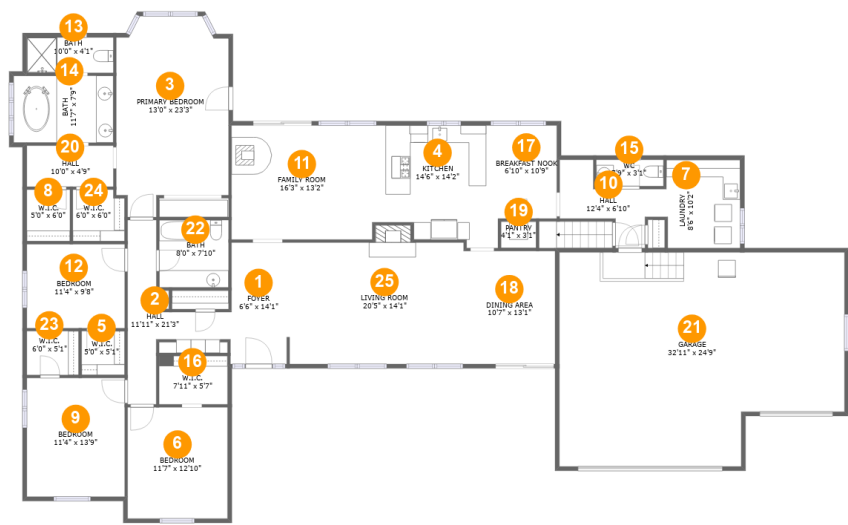 13
BATH
10'0" x 4'1"
14
BATH
11'7" x 7'9"
3
PRIMARY BEDROOM
13'0" x 23'3"
20
HALL
10'0" x 4'9"
8
W.I.C.
5'0" x 6'0"
24
W.I.C.
6'0" x 6'0"
11
FAMILY ROOM
16'3" x 13'2"
4
KITCHEN
14'6" x 14'2"
17
BREAKFAST NOOK
6'10" x 10'9"
15
WC
9" x 3'1"
10
HALL
12'4" x 6'10"
7
LAUNDRY
8'6" x 10'2"
19
PANTRY
4'1" x 3'1"
22
BATH
8'0" x 7'10"
12
BEDROOM
11'4" x 9'8"
2
HALL
11'11" x 21'3"
1
FOYER
6'6" x 14'1"
25
LIVING ROOM
20'5" x 14'1"
18
DINING AREA
10'7" x 13'1"
21
GARAGE
32'11" x 24'9"
23
W.I.C.
6'0" x 5'1"
5
W.I.C.
5'0" x 5'1"
16
W.I.C.
7'11" x 5'7"
9
BEDROOM
11'4" x 13'9"
6
BEDROOM
11'7" x 12'10"